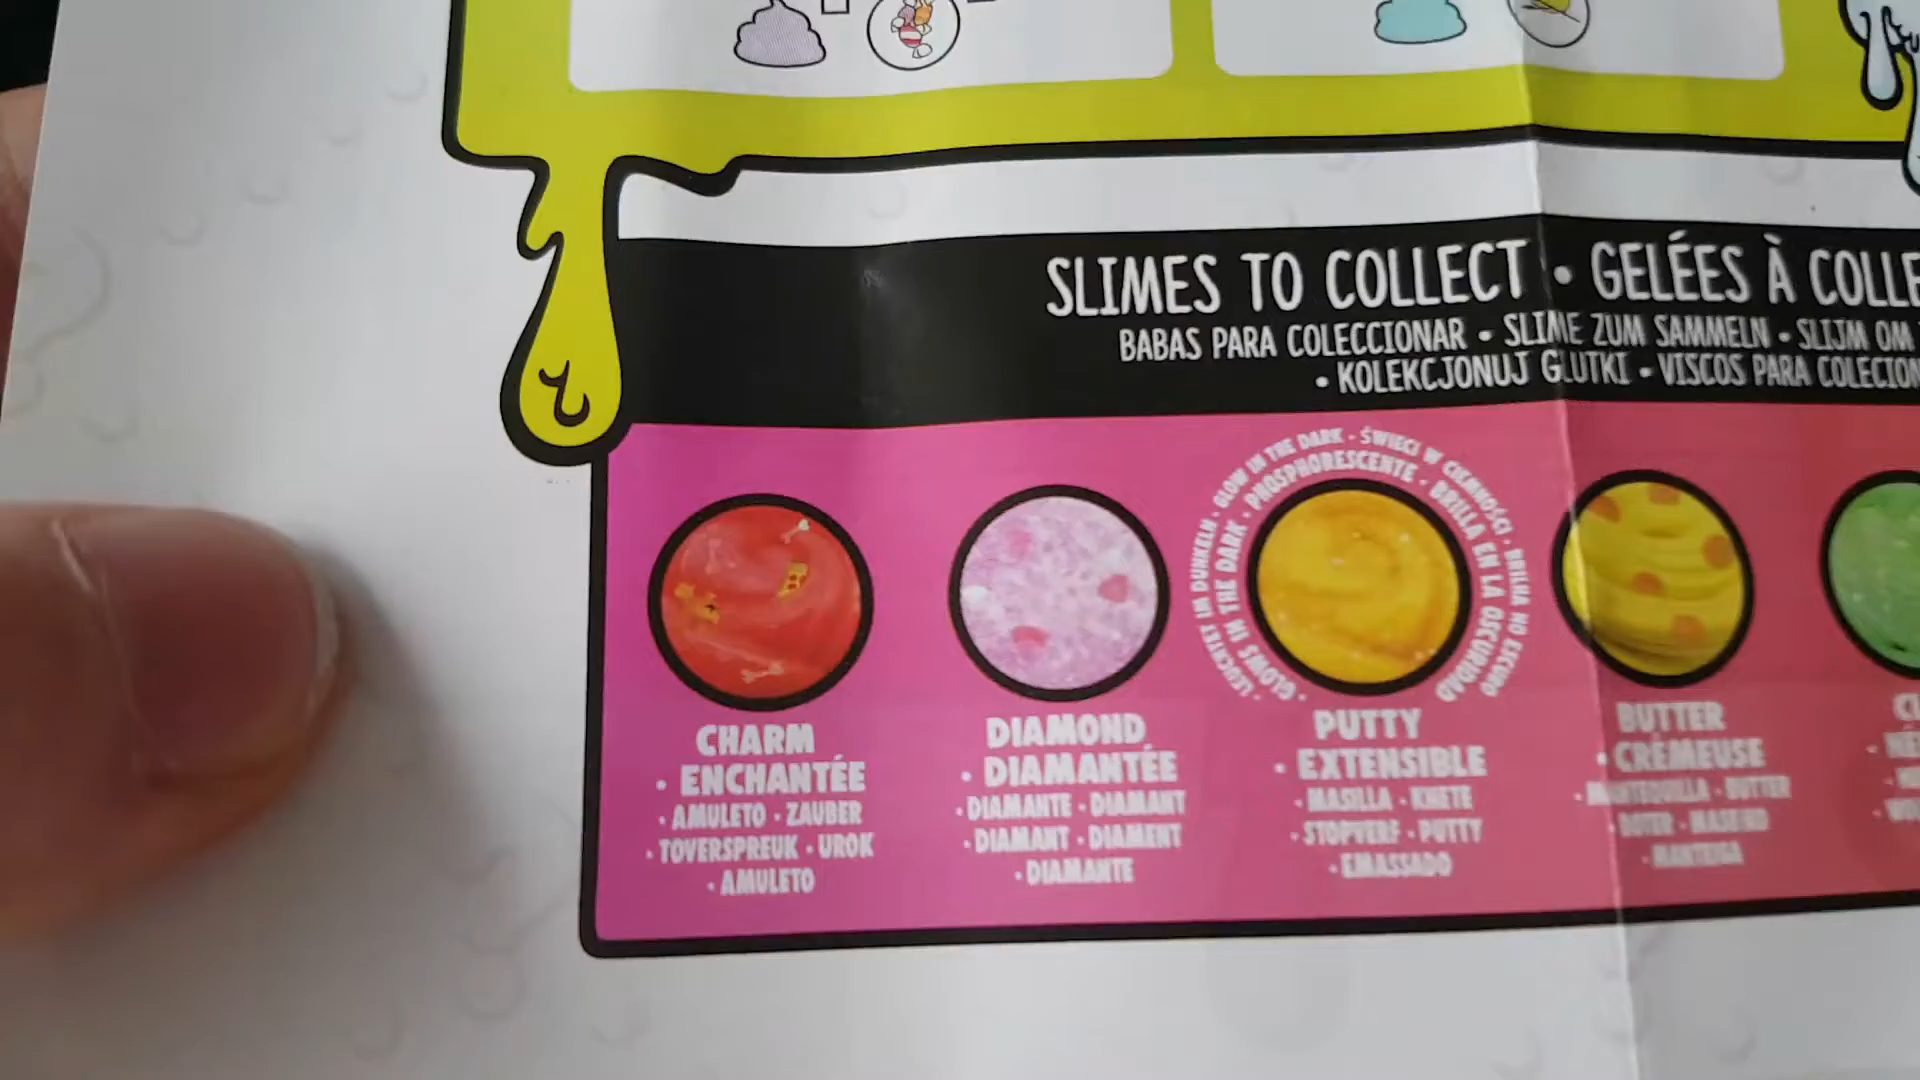 SLIMES TO COLLECT • GELÉES À COLLE
BABAS PARA COLECCIONAR • SLIME ZUM SAMMELN • SLIJM OM
• KOLEKCJONUJ GLUTKI • VISCOS PARA COLECION
• LEUCHTET IM DUNKELN • GLOW IN THE DARK • ŚWIECI W CIEMNOŚCI • BRILHA NO ESCURO
• GLOWS IN THE DARK • PHOSPHORESCENTE • BRILLA EN LA OSCURIDAD
CHARM
• ENCHANTÉE
• AMULETO • ZAUBER
• TOVERSPREUK • UROK
• AMULETO
DIAMOND
• DIAMANTÉE
• DIAMANTE • DIAMANT
• DIAMANT • DIAMENT
• DIAMANTE
PUTTY
• EXTENSIBLE
• MASILLA • KNETE
• STOPVERF • PUTTY
• EMASSADO
BUTTER
• CRÉMEUSE
• MANTEQUILLA • BUTTER
• BOTER • MASEŁKO
• MANTEIGA